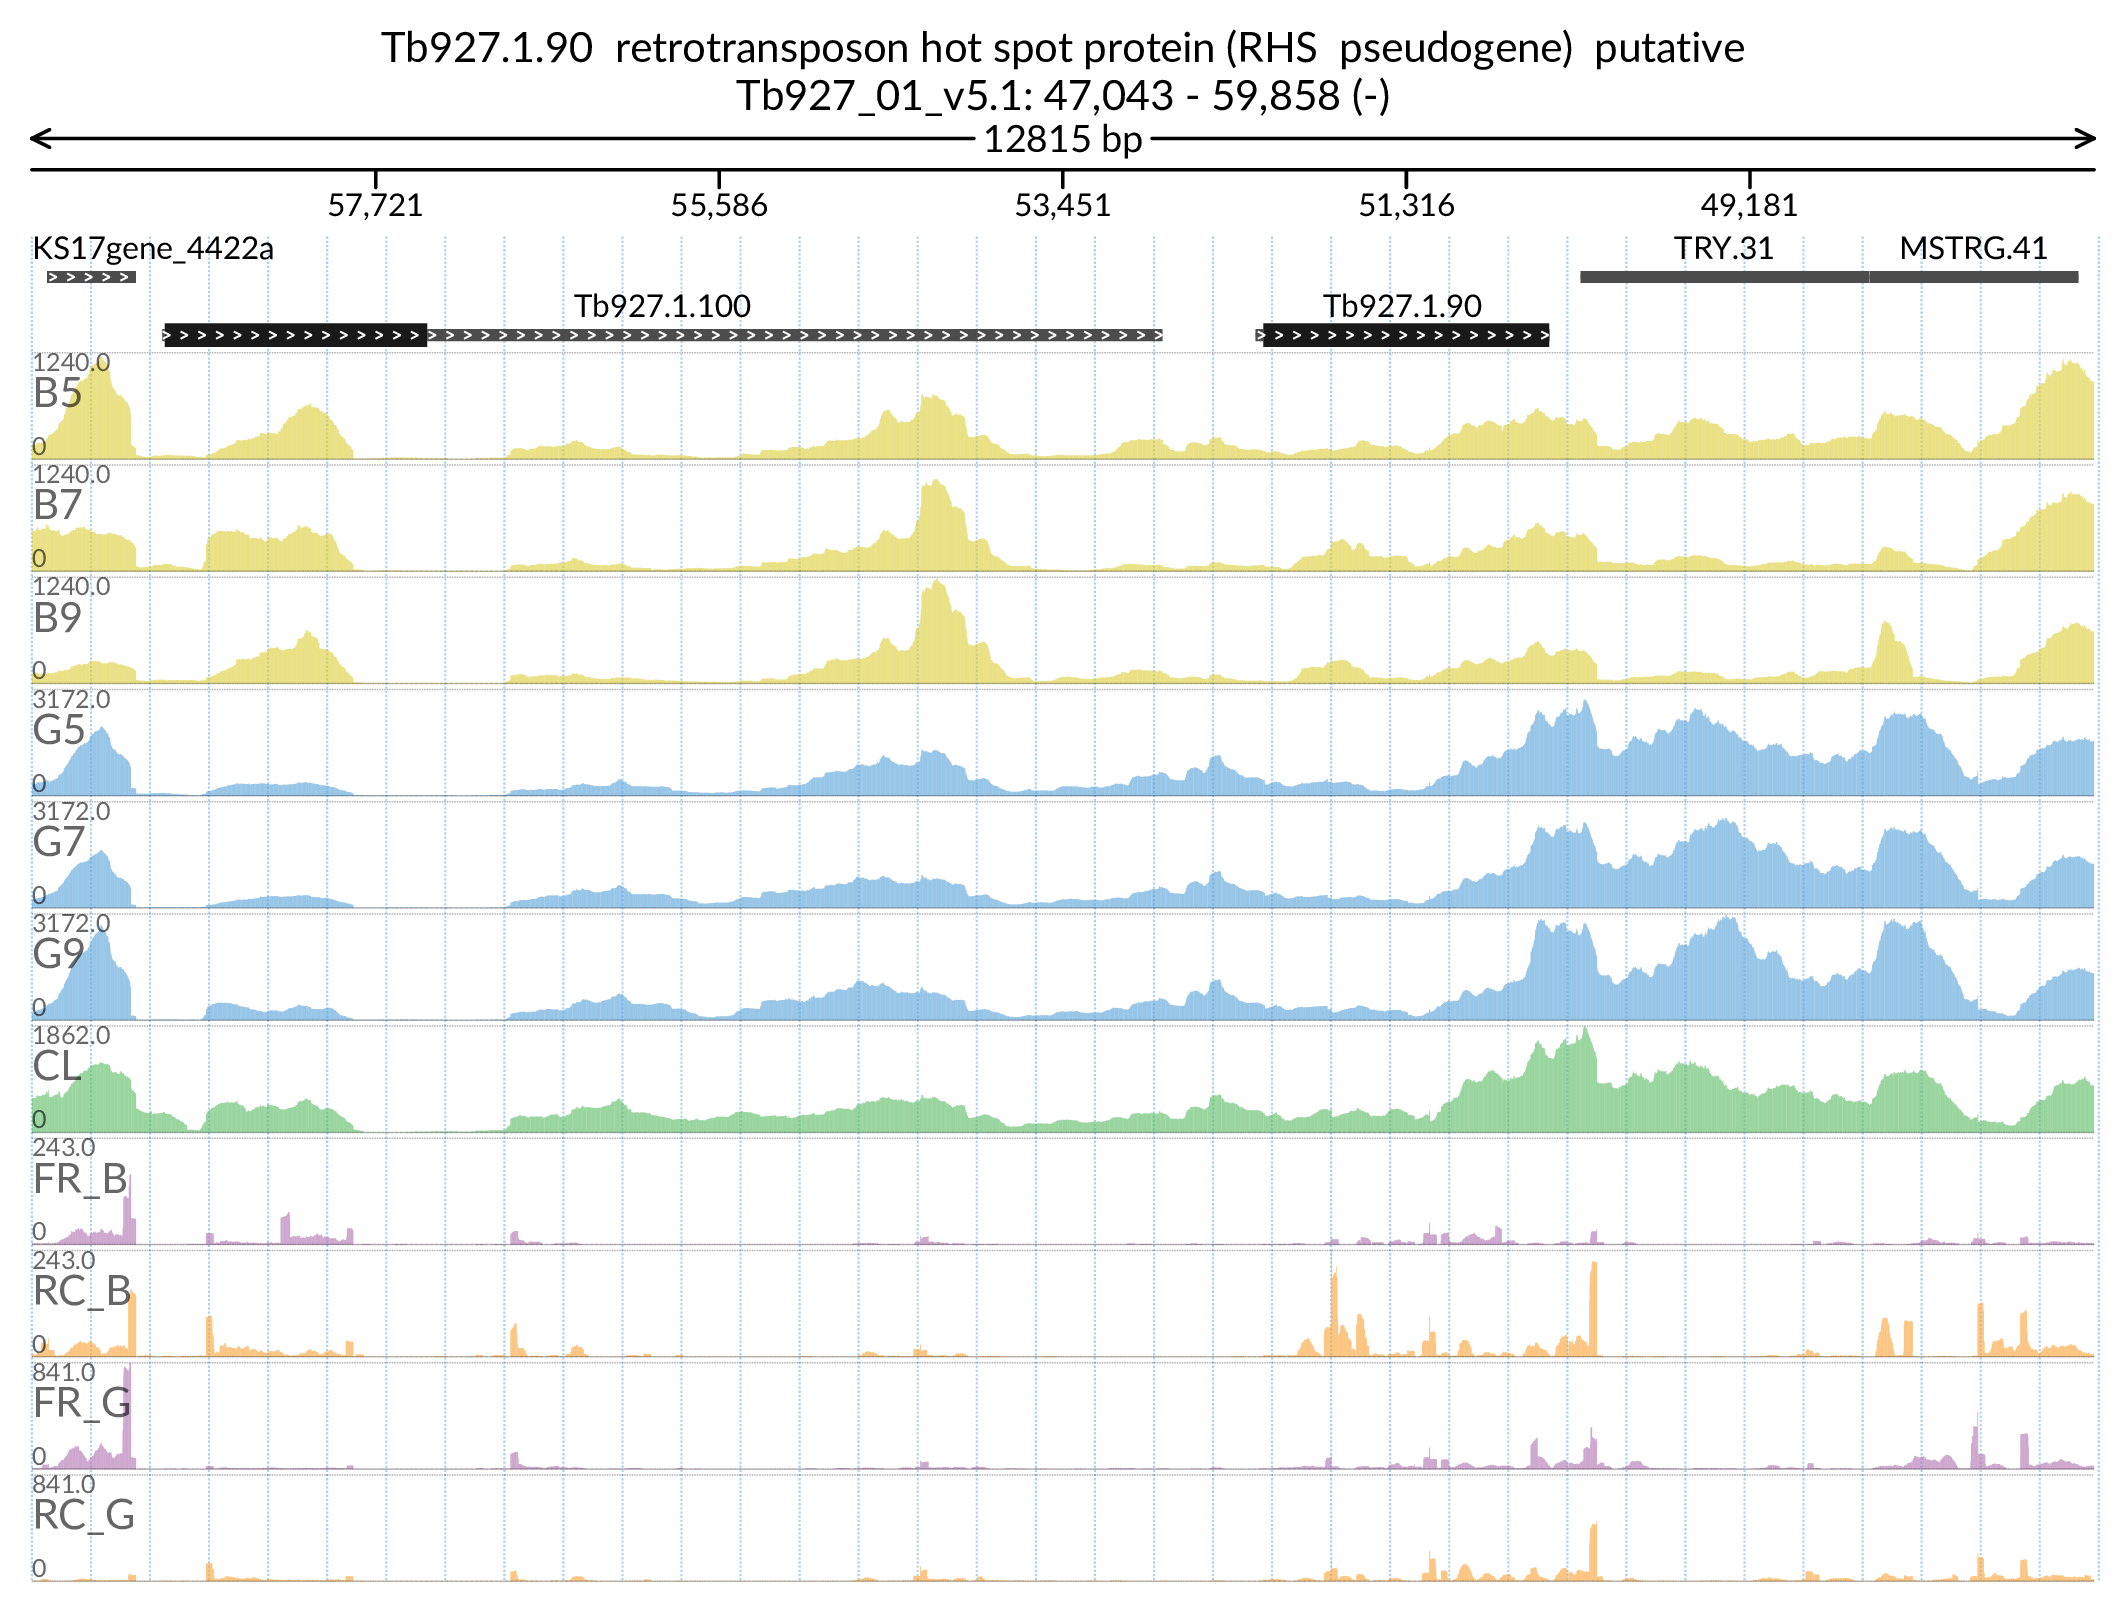 Tb927.1.90  retrotransposon hot spot protein (RHS  pseudogene)  putative
Tb927_01_v5.1: 47,043 - 59,858 (-)
12815 bp
57,721 55,586 53,451 51,316 49,181
KS17gene_4422a TRY.31 MSTRG.41
Tb927.1.100 Tb927.1.90
1240.0
B5
0
1240.0
B7
0
1240.0
B9
0
3172.0
G5
0
3172.0
G7
0
3172.0
G9
0
1862.0
CL
0
243.0
FR_B
0
243.0
RC_B
0
841.0
FR_G
0
841.0
RC_G
0